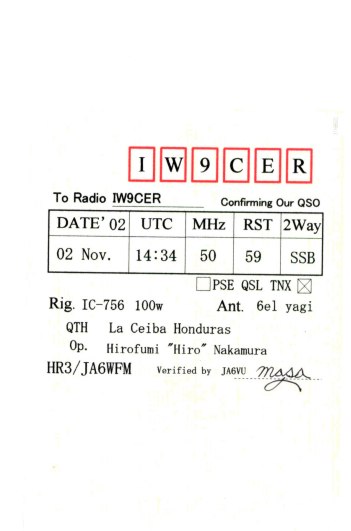 I W 9 C E R
To Radio IW9CER Confirming Our QSO
DATE' 02 UTC MHz RST 2Way
02 Nov. 14:34 50 59 SSB
PSE QSL TNX
Rig. IC-756 100w Ant. 6el yagi
QTH La Ceiba Honduras
Op. Hirofumi "Hiro" Nakamura
HR3/JA6WFM Verified by JA6VU masa